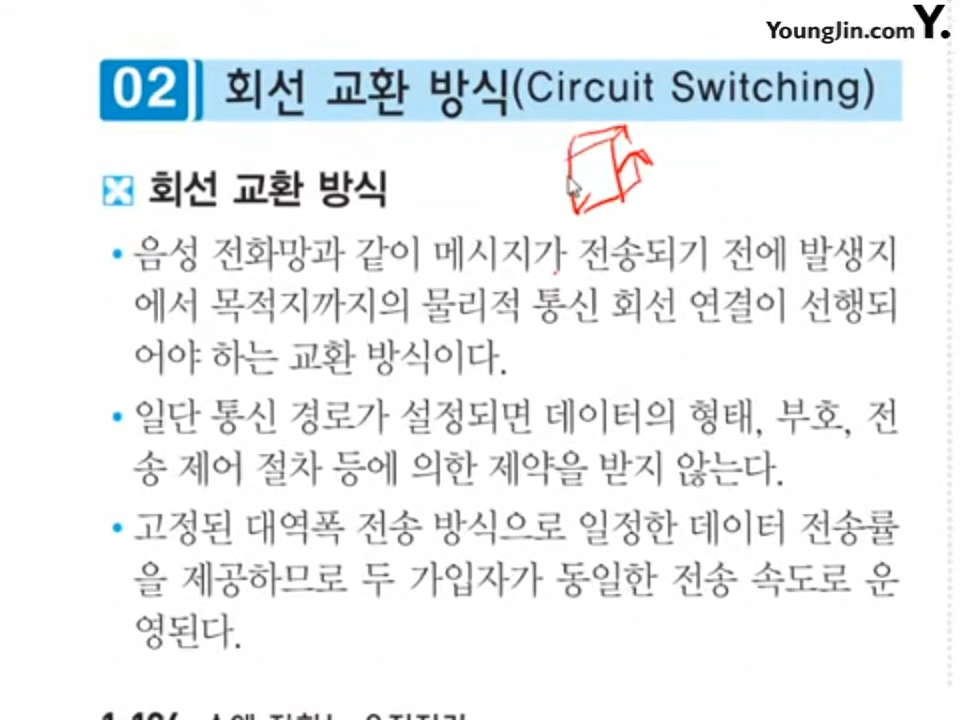 YoungJin.com Y.
02 회선 교환 방식(Circuit Switching)
회선 교환 방식
• 음성 전화망과 같이 메시지가 전송되기 전에 발생지
에서 목적지까지의 물리적 통신 회선 연결이 선행되
어야 하는 교환 방식이다.
• 일단 통신 경로가 설정되면 데이터의 형태, 부호, 전
송 제어 절차 등에 의한 제약을 받지 않는다.
• 고정된 대역폭 전송 방식으로 일정한 데이터 전송률
을 제공하므로 두 가입자가 동일한 전송 속도로 운
영된다.